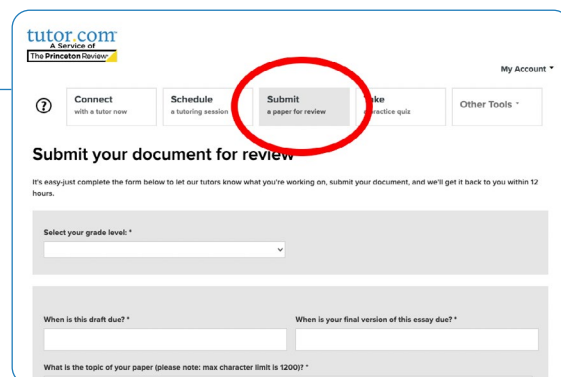 tutor.com
A Service of
The Princeton Review
My Account
?
Connect
with a tutor now
Schedule
a tutoring session
Submit
a paper for review
practice quiz
Other Tools
Submit your document for review
It's easy-just complete the form below to let our tutors know what you're working on, submit your document, and we'll get it back to you within 12
hours.
Select your grade level: *
When is this draft due? *
When is your final version of this essay due? *
What is the topic of your paper (please note: max character limit is 1200)? *